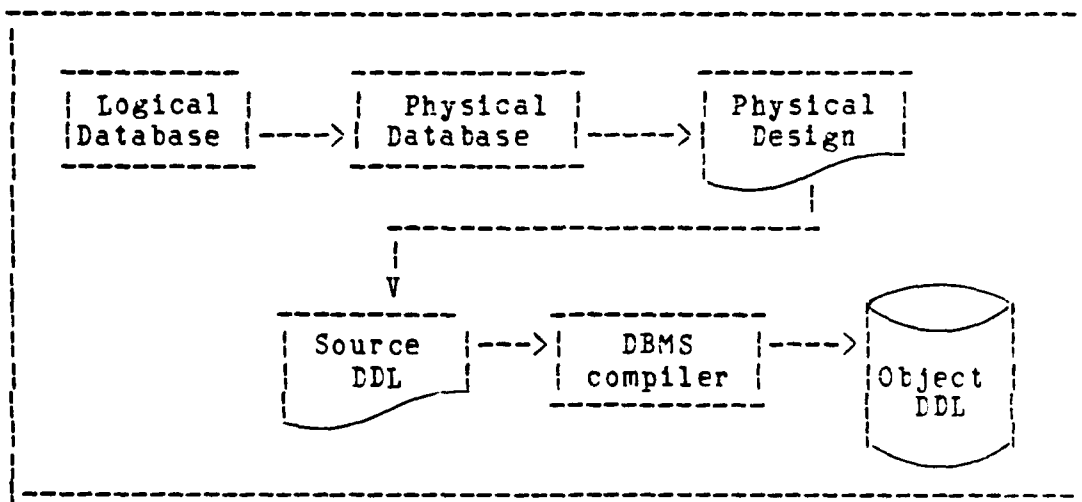 Logical
Database
Physical
Database
Physical
Design
Source
DDL
DBMS
compiler
Object
DDL